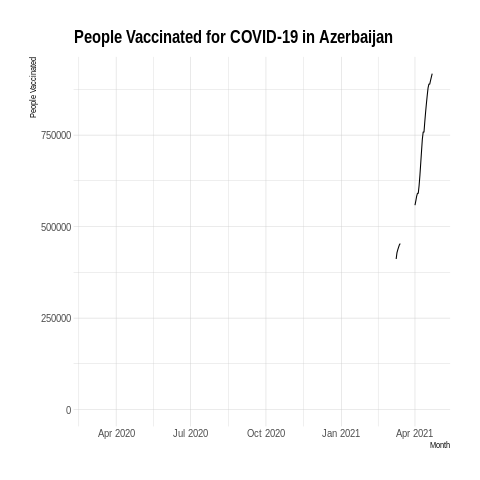 People Vaccinated for COVID-19 in Azerbaijan
People Vaccinated
750000
500000
250000
0
Apr 2020 Jul 2020 Oct 2020 Jan 2021 Apr 2021
Month